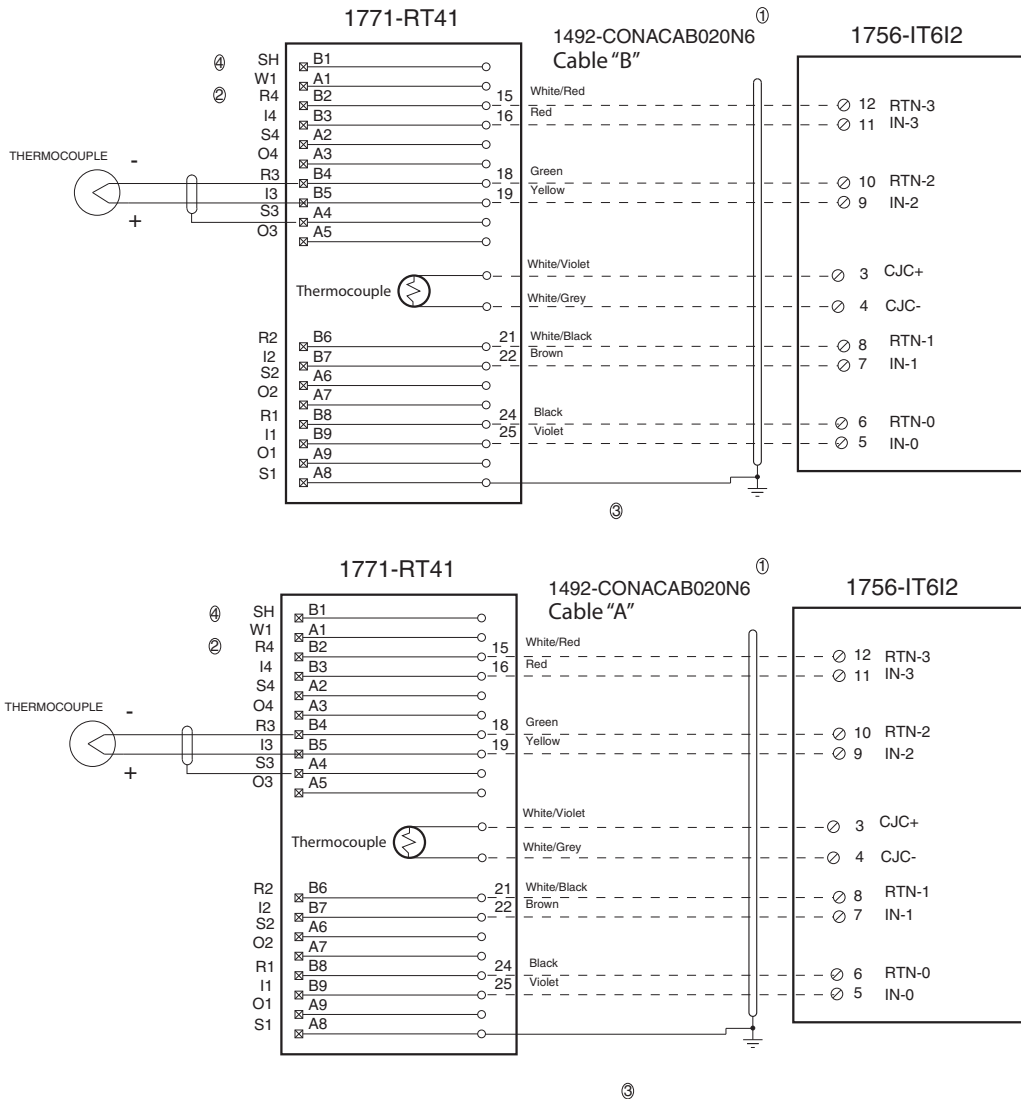 1771-RT41
1492-CONACAB020N6 ①
Cable “B”
1756-IT6I2
④ SH B1
W1 A1
② R4 B2 15 White/Red 12 RTN-3
I4 B3 16 Red 11 IN-3
S4 A2
O4 A3
THERMOCOUPLE - +
R3 B4 18 Green 10 RTN-2
I3 B5 19 Yellow 9 IN-2
S3 A4
O3 A5
Thermocouple
White/Violet 3 CJC+
White/Grey 4 CJC-
R2 B6 21 White/Black 8 RTN-1
I2 B7 22 Brown 7 IN-1
S2 A6
O2 A7
R1 B8 24 Black 6 RTN-0
I1 B9 25 Violet 5 IN-0
O1 A9
S1 A8
③
1771-RT41
1492-CONACAB020N6 ①
Cable “A”
1756-IT6I2
④ SH B1
W1 A1
② R4 B2 15 White/Red 12 RTN-3
I4 B3 16 Red 11 IN-3
S4 A2
O4 A3
THERMOCOUPLE - +
R3 B4 18 Green 10 RTN-2
I3 B5 19 Yellow 9 IN-2
S3 A4
O3 A5
Thermocouple
White/Violet 3 CJC+
White/Grey 4 CJC-
R2 B6 21 White/Black 8 RTN-1
I2 B7 22 Brown 7 IN-1
S2 A6
O2 A7
R1 B8 24 Black 6 RTN-0
I1 B9 25 Violet 5 IN-0
O1 A9
S1 A8
③